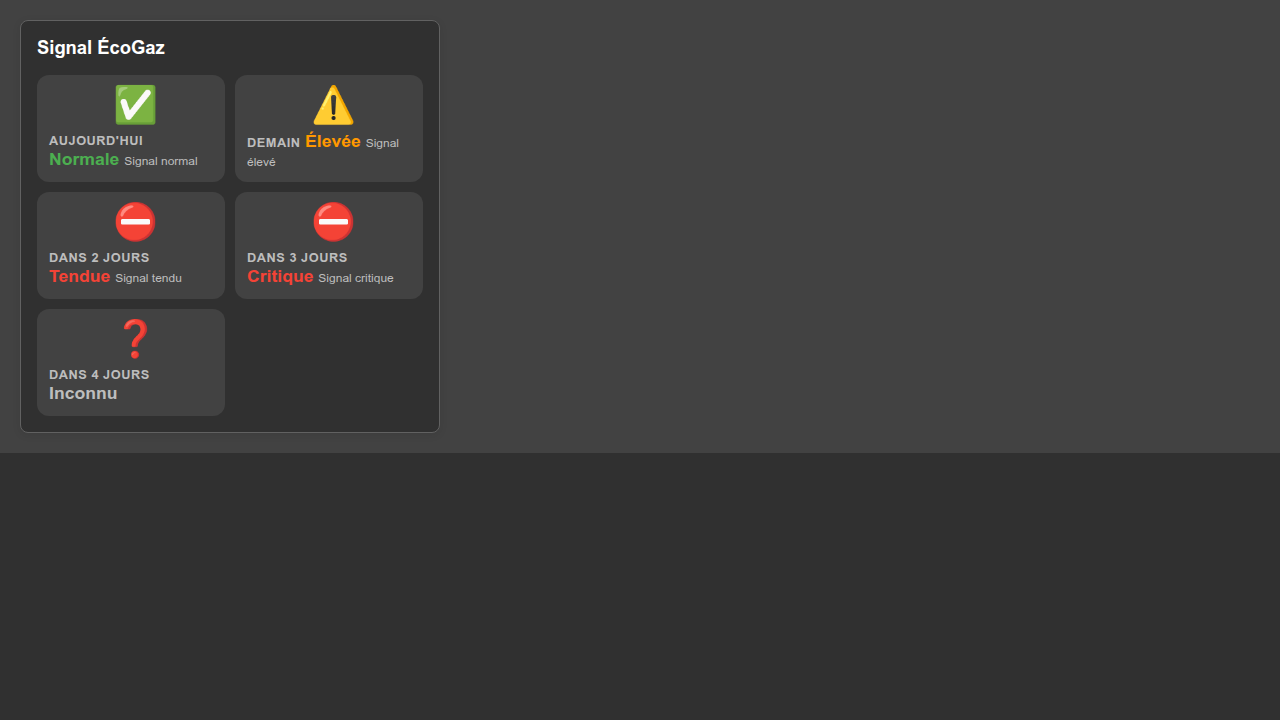 Signal ÉcoGaz
AUJOURD'HUI
Normale Signal normal
DEMAIN Élevée Signal
élevé
DANS 2 JOURS
Tendue Signal tendu
DANS 3 JOURS
Critique Signal critique
DANS 4 JOURS
Inconnu